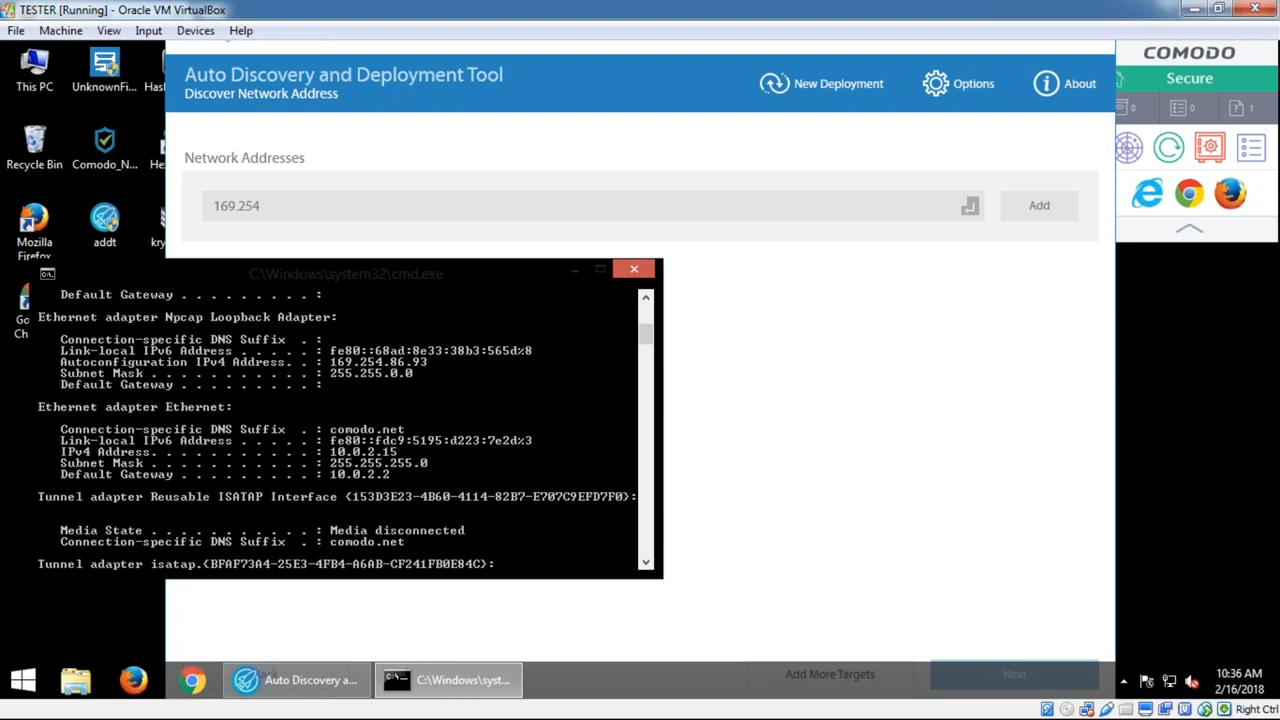 TESTER [Running] - Oracle VM VirtualBox
File Machine View Input Devices Help
This PC
UnknownFi...
Has
Recycle Bin
Comodo_N...
He
Mozilla
Firefox
addt
kry
Go
Ch
Auto Discovery and Deployment Tool
Discover Network Address
New Deployment
Options
About
Network Addresses
169.254
Add
COMODO
Secure
0
0
1
C:\Windows\system32\cmd.exe
Default Gateway . . . . . . . . . :
Ethernet adapter Npcap Loopback Adapter:
Connection-specific DNS Suffix . :
Link-local IPv6 Address . . . . . : fe80::68ad:8e33:38b3:565d%8
Autoconfiguration IPv4 Address. . : 169.254.86.93
Subnet Mask . . . . . . . . . . . : 255.255.0.0
Default Gateway . . . . . . . . . :
Ethernet adapter Ethernet:
Connection-specific DNS Suffix . : comodo.net
Link-local IPv6 Address . . . . . : fe80::fdc9:5195:d223:7e2d%3
IPv4 Address. . . . . . . . . . . : 10.0.2.15
Subnet Mask . . . . . . . . . . . : 255.255.255.0
Default Gateway . . . . . . . . . : 10.0.2.2
Tunnel adapter Reusable ISATAP Interface {153D3E23-4B60-4114-82B7-E707C9EFD7F0}:
Media State . . . . . . . . . . . : Media disconnected
Connection-specific DNS Suffix . : comodo.net
Tunnel adapter isatap.{BFAF73A4-25E3-4FB4-A6AB-CF241FB0E84C}:
Add More Targets
Next
Auto Discovery a...
C:\Windows\syst...
10:36 AM
2/16/2018
Right Ctrl